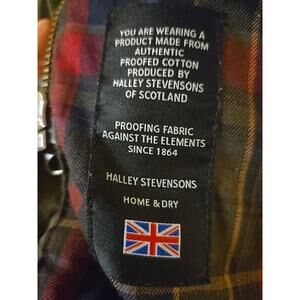 YOU ARE WEARING A
PRODUCT MADE FROM
AUTHENTIC
PROOFED COTTON
PRODUCED BY
HALLEY STEVENSONS
OF SCOTLAND
PROOFING FABRIC
AGAINST THE ELEMENTS
SINCE 1864
HALLEY STEVENSONS
HOME & DRY